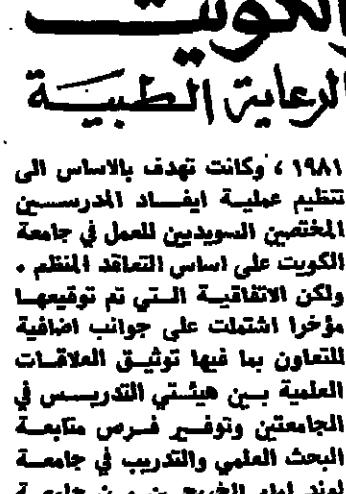 الكويت
الرعاية الطبية
١٩٨١ ، وكانت تهدف بالاساس الى
تنظيم عملية ايفاد المدرسين
المختصين السويديين للعمل في جامعة
الكويت على اساس التعاقد المنظم .
ولكن الاتفاقية التي تم توقيعها
مؤخرا اشتملت على جوانب اضافية
للتعاون بما فيها توثيق العلاقات
العلمية بين هيئتي التدريس في
الجامعتين وتوفير فرص متابعة
البحث العلمي والتدريب في جامعة